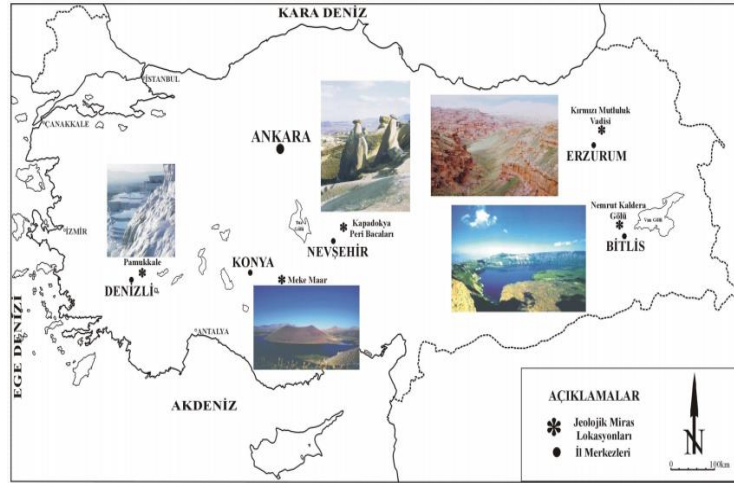 KARA DENİZ
İSTANBUL
ÇANAKKALE
ANKARA
Kırmızı Mutluluk
Vadisi
ERZURUM
Nemrut Kaldera
Gölü
Van Gölü
BİTLİS
Tuz
Gölü
Kapadokya
Peri Bacaları
NEVŞEHİR
İZMİR
Pamukkale
DENİZLİ
KONYA
Meke Maar
ANTALYA
EGE DENİZİ
AKDENİZ
AÇIKLAMALAR
Jeolojik Miras
Lokasyonları
İl Merkezleri
N
0 100km